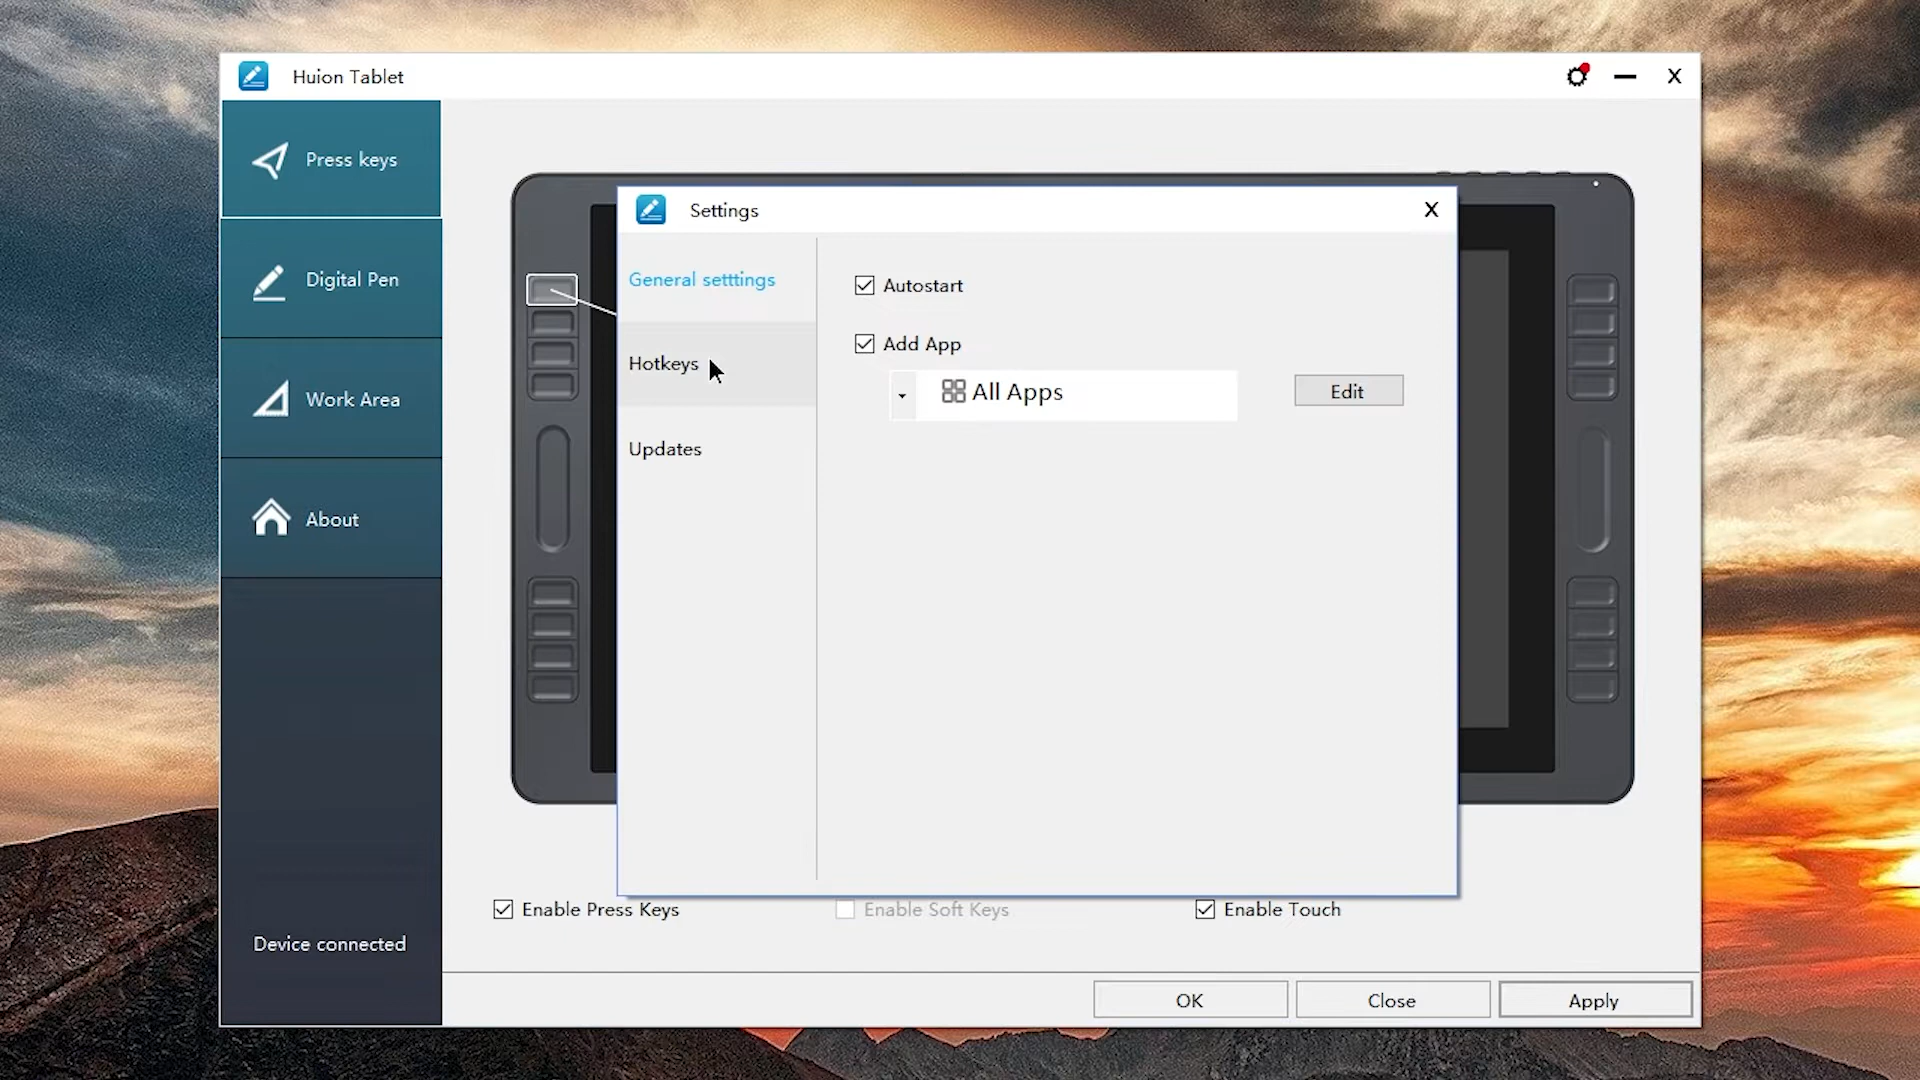 Huion Tablet
X
Press keys
Digital Pen
Work Area
About
Device connected
Settings
X
General setttings
Hotkeys
Updates
Autostart
Add App
All Apps
Edit
Enable Press Keys
Enable Soft Keys
Enable Touch
OK
Close
Apply